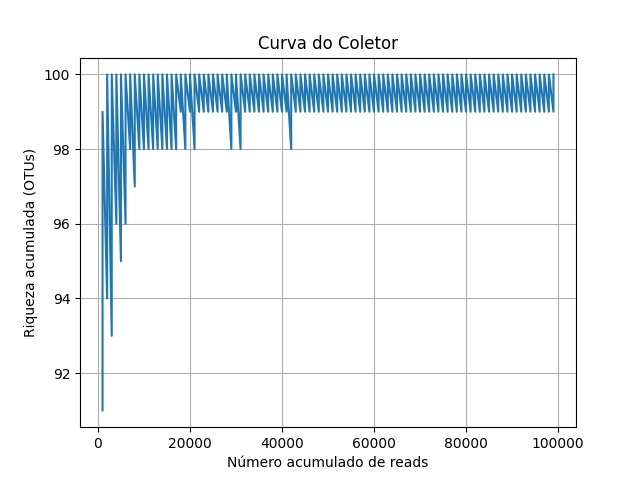 Curva do Coletor
Riqueza acumulada (OTUs)
100
98
96
94
92
0 20000 40000 60000 80000 100000
Número acumulado de reads